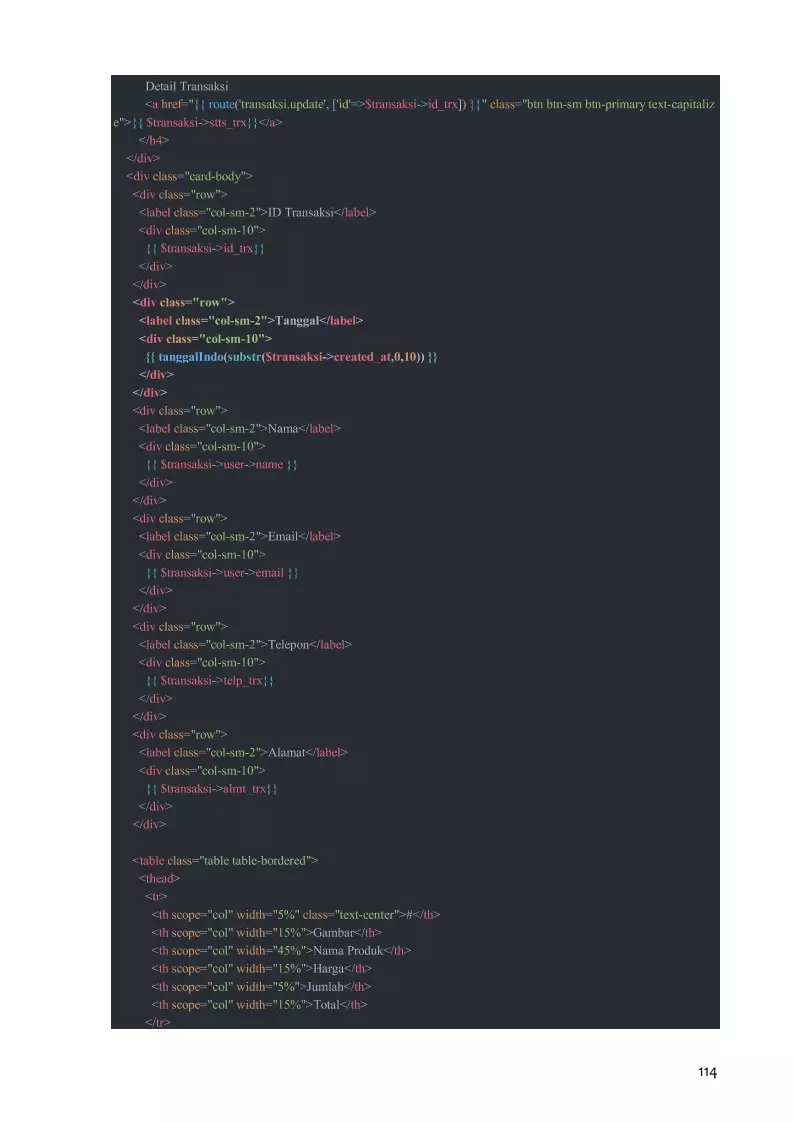 Detail Transaksi
<a href="{{ route('transaksi.update', ['id'=>$transaksi->id_trx]) }}" class="btn btn-sm btn-primary text-capitaliz
e">{{ $transaksi->stts_trx}}</a>
</h4>
</div>
<div class="card-body">
<div class="row">
<label class="col-sm-2">ID Transaksi</label>
<div class="col-sm-10">
{{ $transaksi->id_trx}}
</div>
</div>
<div class="row">
<label class="col-sm-2">Tanggal</label>
<div class="col-sm-10">
{{ tanggalIndo(substr($transaksi->created_at,0,10)) }}
</div>
</div>
<div class="row">
<label class="col-sm-2">Nama</label>
<div class="col-sm-10">
{{ $transaksi->user->name }}
</div>
</div>
<div class="row">
<label class="col-sm-2">Email</label>
<div class="col-sm-10">
{{ $transaksi->user->email }}
</div>
</div>
<div class="row">
<label class="col-sm-2">Telepon</label>
<div class="col-sm-10">
{{ $transaksi->telp_trx}}
</div>
</div>
<div class="row">
<label class="col-sm-2">Alamat</label>
<div class="col-sm-10">
{{ $transaksi->almt_trx}}
</div>
</div>
<table class="table table-bordered">
<thead>
<tr>
<th scope="col" width="5%" class="text-center">#</th>
<th scope="col" width="15%">Gambar</th>
<th scope="col" width="45%">Nama Produk</th>
<th scope="col" width="15%">Harga</th>
<th scope="col" width="5%">Jumlah</th>
<th scope="col" width="15%">Total</th>
</tr>
114